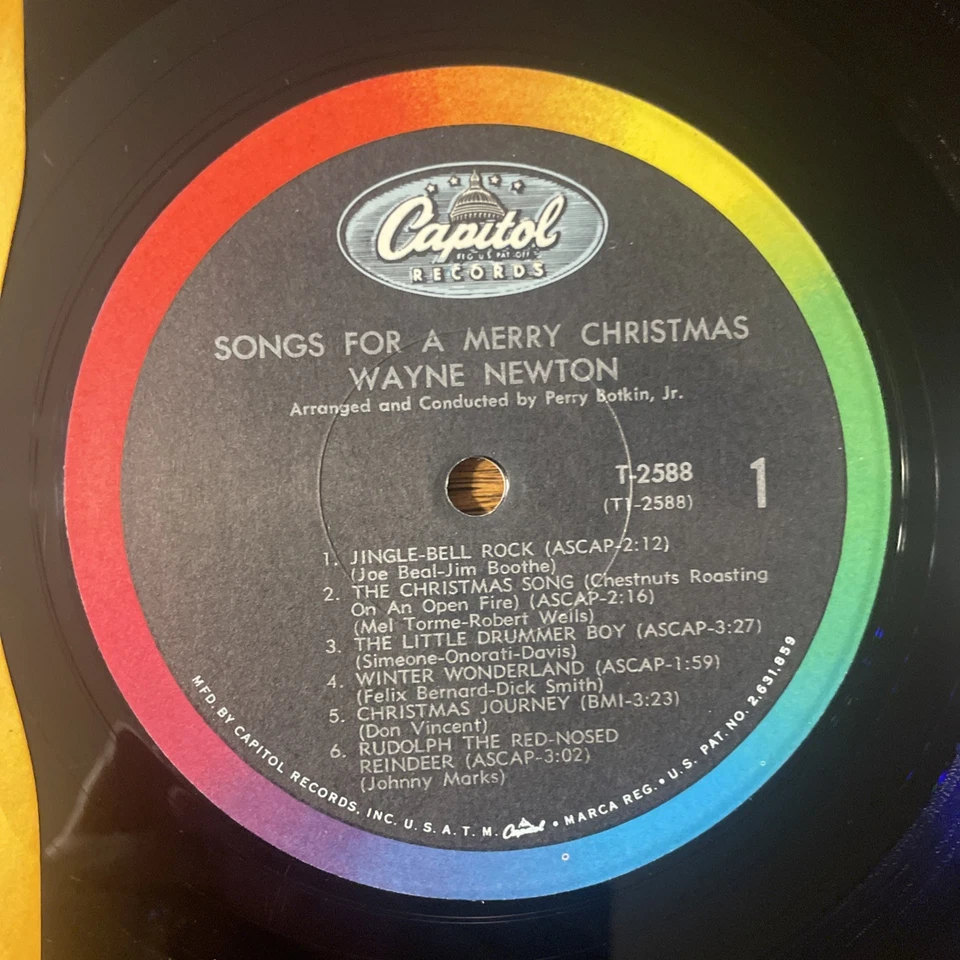 Capitol
REG. U.S. PAT. OFF.
RECORDS
SONGS FOR A MERRY CHRISTMAS
WAYNE NEWTON
Arranged and Conducted by Perry Botkin, Jr.
T-2588
(T1-2588)
1
1. JINGLE-BELL ROCK (ASCAP-2:12)
(Joe Beal-Jim Boothe)
2. THE CHRISTMAS SONG (Chestnuts Roasting
On An Open Fire) (ASCAP-2:16)
(Mel Torme-Robert Wells)
3. THE LITTLE DRUMMER BOY (ASCAP-3:27)
(Simeone-Onorati-Davis)
4. WINTER WONDERLAND (ASCAP-1:59)
(Felix Bernard-Dick Smith)
5. CHRISTMAS JOURNEY (BMI-3:23)
(Don Vincent)
6. RUDOLPH THE RED-NOSED
REINDEER (ASCAP-3:02)
(Johnny Marks)
MFD. BY CAPITOL RECORDS, INC. U.S.A. T.M. Capitol • MARCA REG. • U.S. PAT. NO. 2,631,859